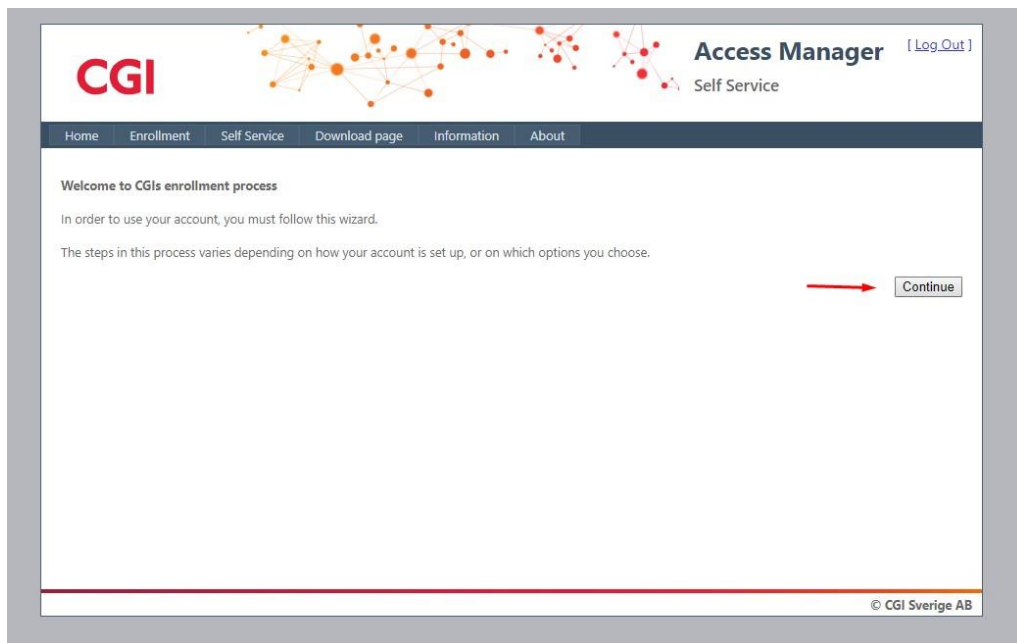 CGI
Access Manager
[ Log Out ]
Self Service
Home Enrollment Self Service Download page Information About
Welcome to CGIs enrollment process
In order to use your account, you must follow this wizard.
The steps in this process varies depending on how your account is set up, or on which options you choose.
Continue
© CGI Sverige AB